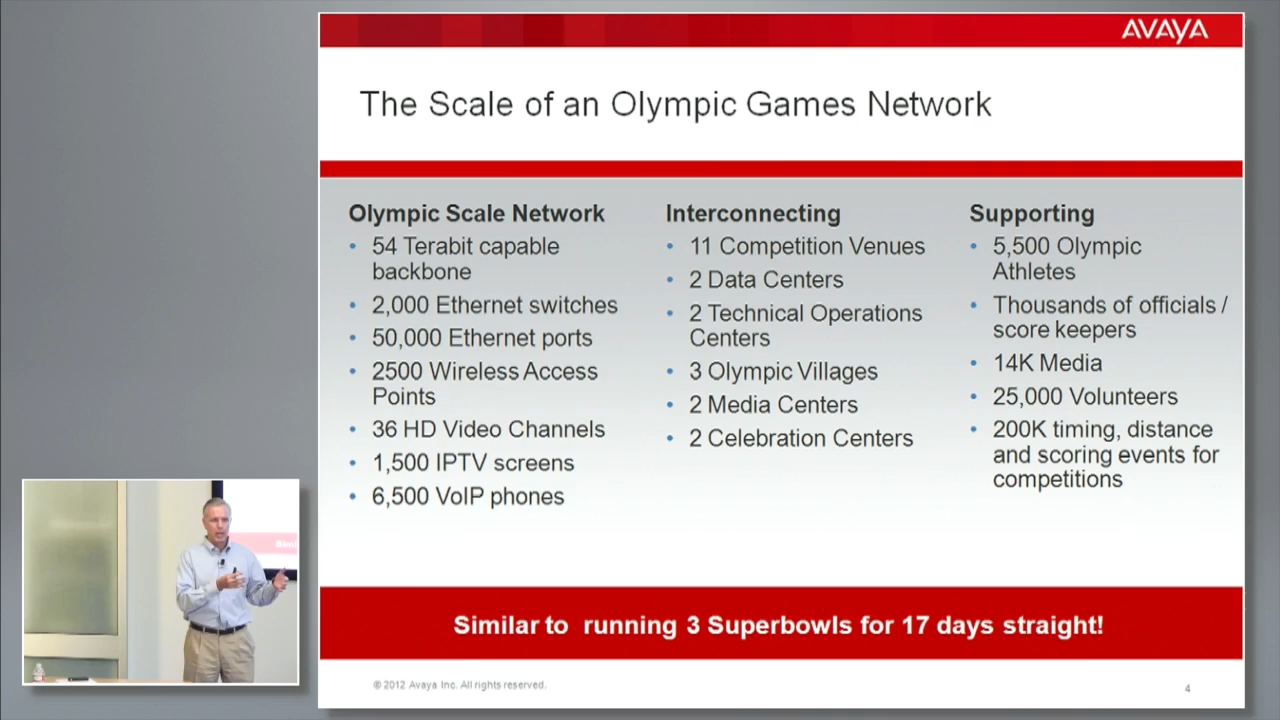 AVAYA
The Scale of an Olympic Games Network
Olympic Scale Network
• 54 Terabit capable
backbone
• 2,000 Ethernet switches
• 50,000 Ethernet ports
• 2500 Wireless Access
Points
• 36 HD Video Channels
• 1,500 IPTV screens
• 6,500 VoIP phones
Interconnecting
• 11 Competition Venues
• 2 Data Centers
• 2 Technical Operations
Centers
• 3 Olympic Villages
• 2 Media Centers
• 2 Celebration Centers
Supporting
• 5,500 Olympic
Athletes
• Thousands of officials /
score keepers
• 14K Media
• 25,000 Volunteers
• 200K timing, distance
and scoring events for
competitions
Similar to running 3 Superbowls for 17 days straight!
© 2012 Avaya Inc. All rights reserved.
4